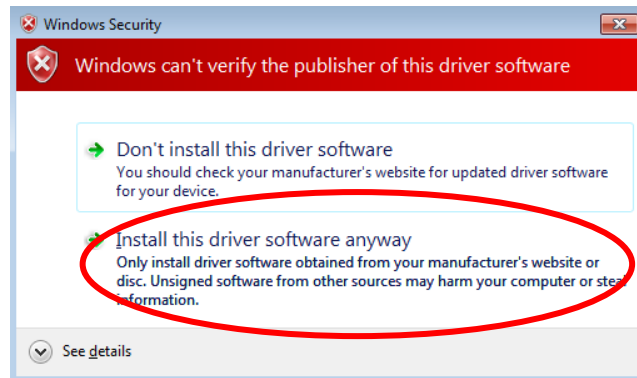 Windows Security
Windows can't verify the publisher of this driver software
Don't install this driver software
You should check your manufacturer's website for updated driver software
for your device.
Install this driver software anyway
Only install driver software obtained from your manufacturer's website or
disc. Unsigned software from other sources may harm your computer or steal
information.
See details